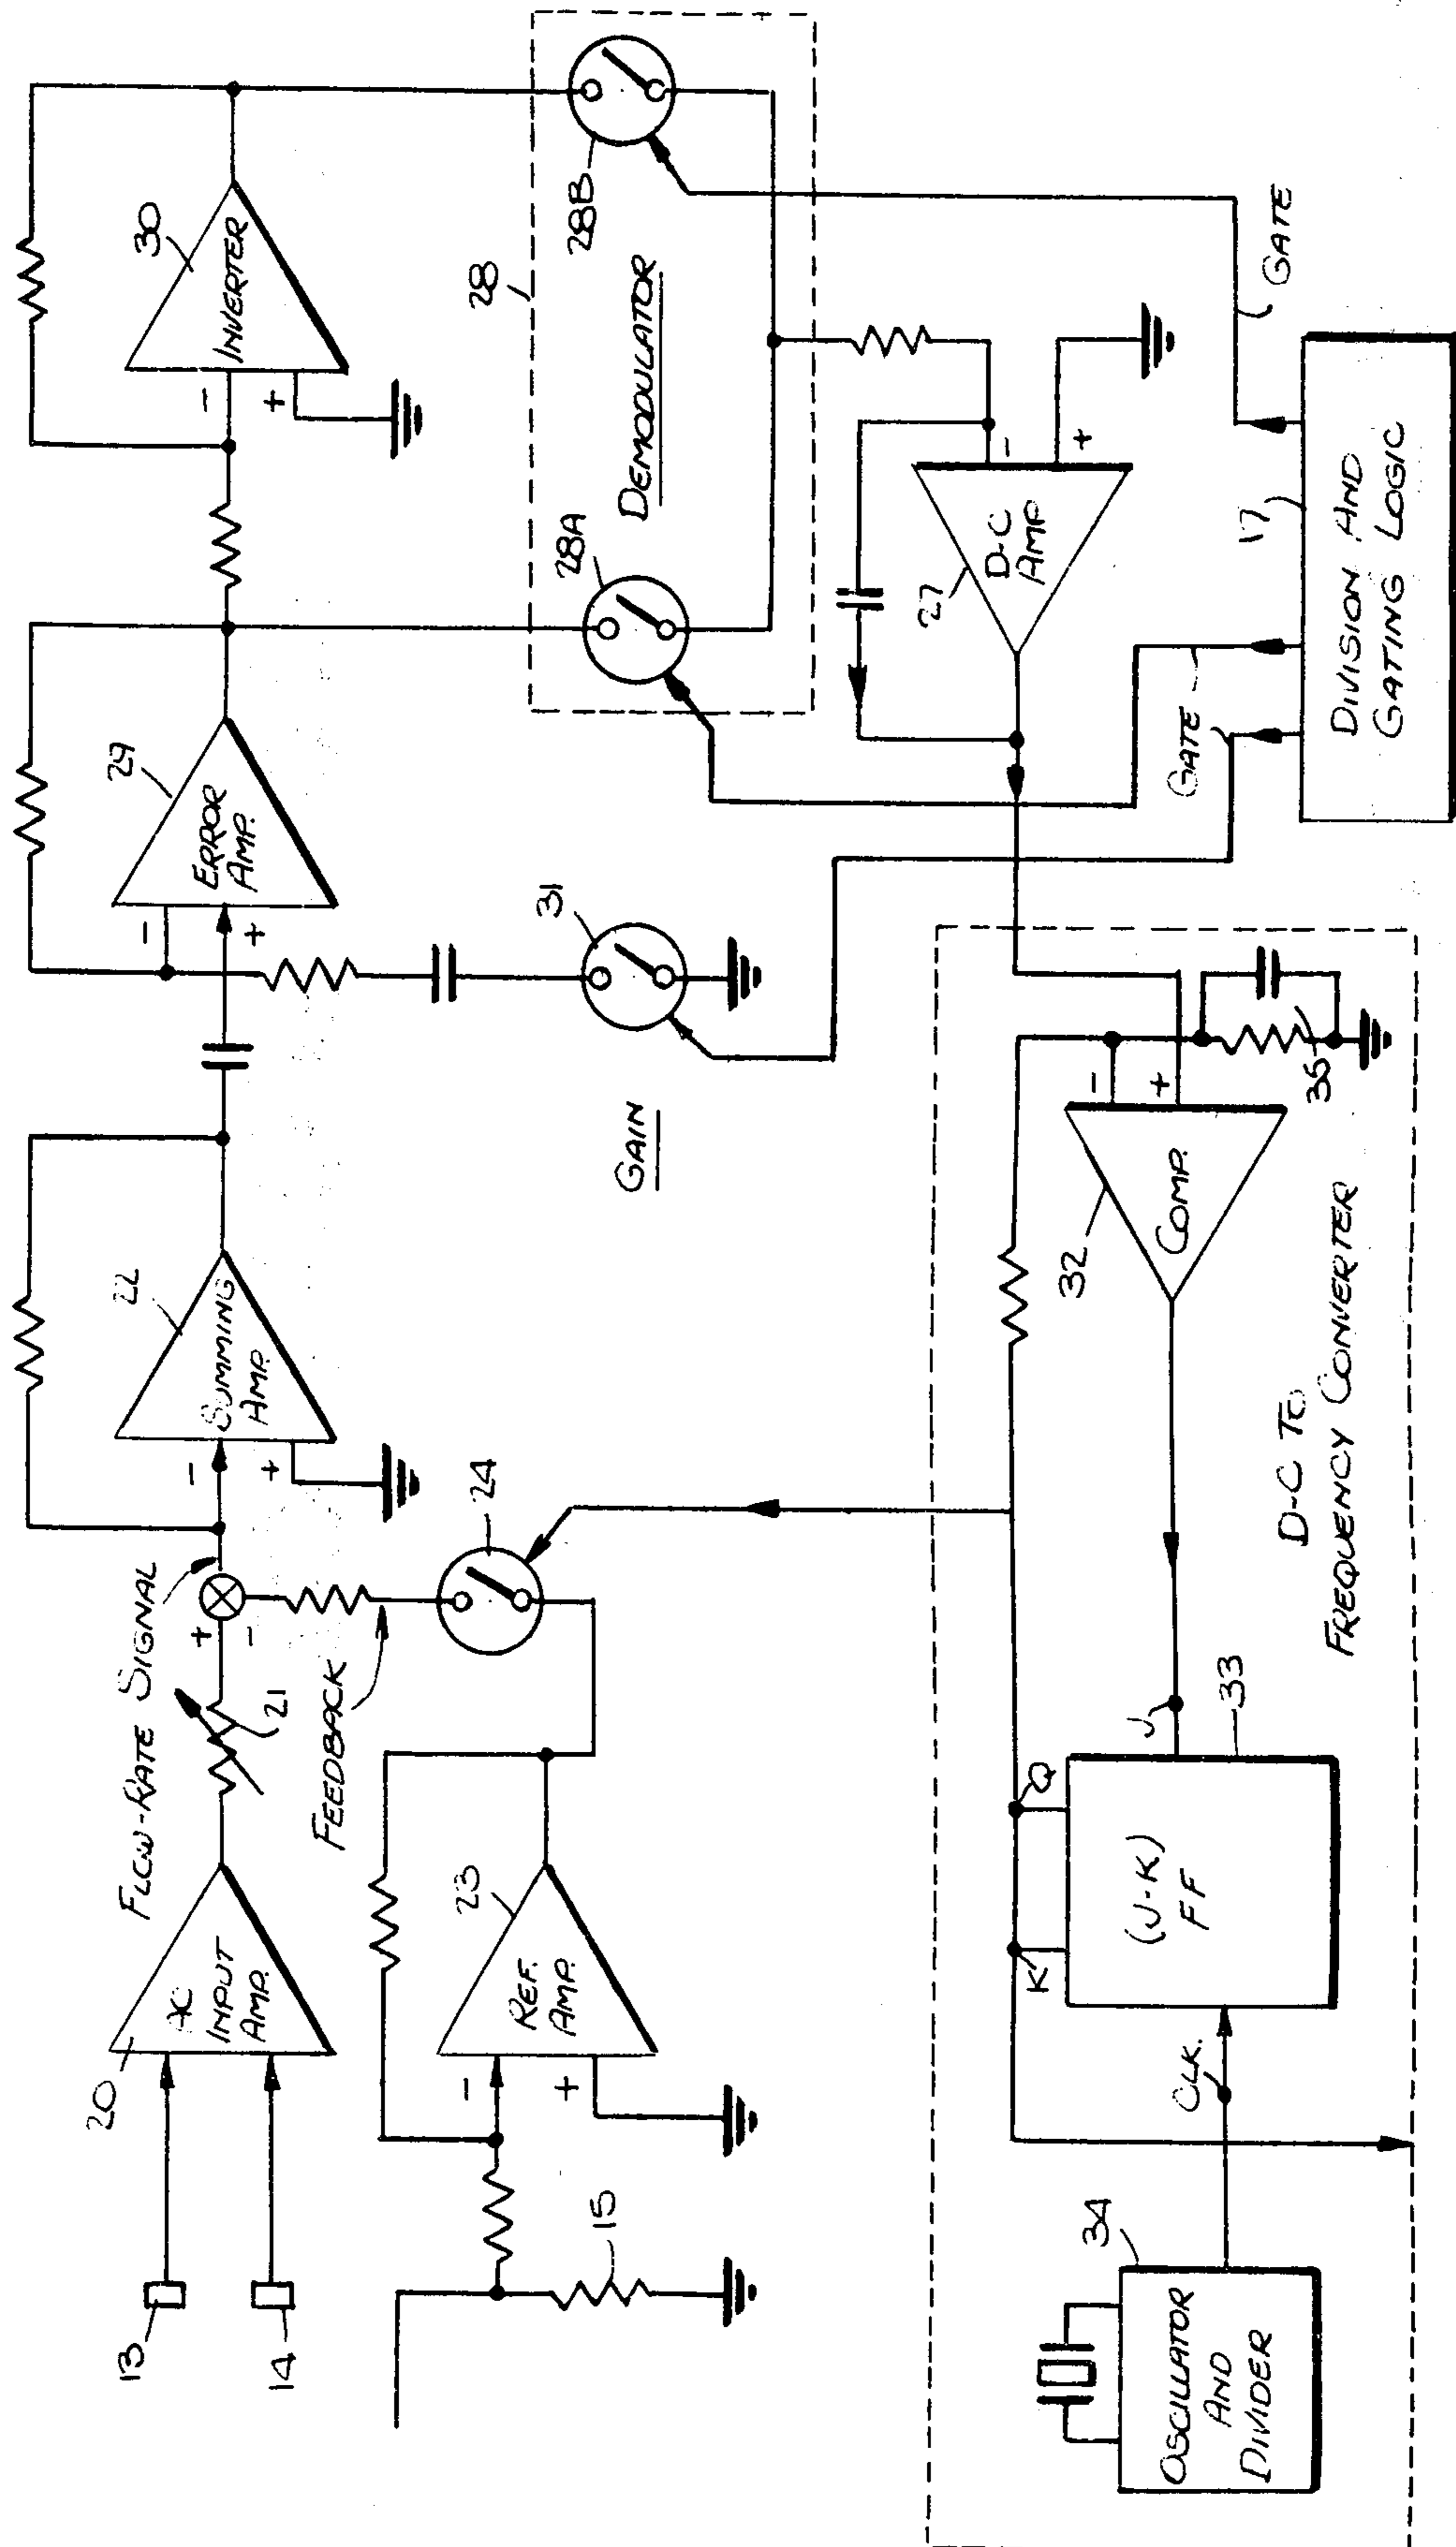 13
14
20
AC
INPUT
AMP.
FLOW-RATE SIGNAL
21
+
-
FEEDBACK
24
15
23
REF.
AMP.
-
+
22
SUMMING
AMP.
-
+
29
ERROR
AMP.
-
+
GAIN
31
30
INVERTER
-
+
28
28A
28B
DEMODULATOR
27
D-C
AMP
-
+
GATE
GATE
17
DIVISION AND
GATING LOGIC
34
OSCILLATOR
AND
DIVIDER
CLK.
K
Q
J
(J-K)
FF
33
32
COMP.
-
+
35
D-C TO
FREQUENCY CONVERTER